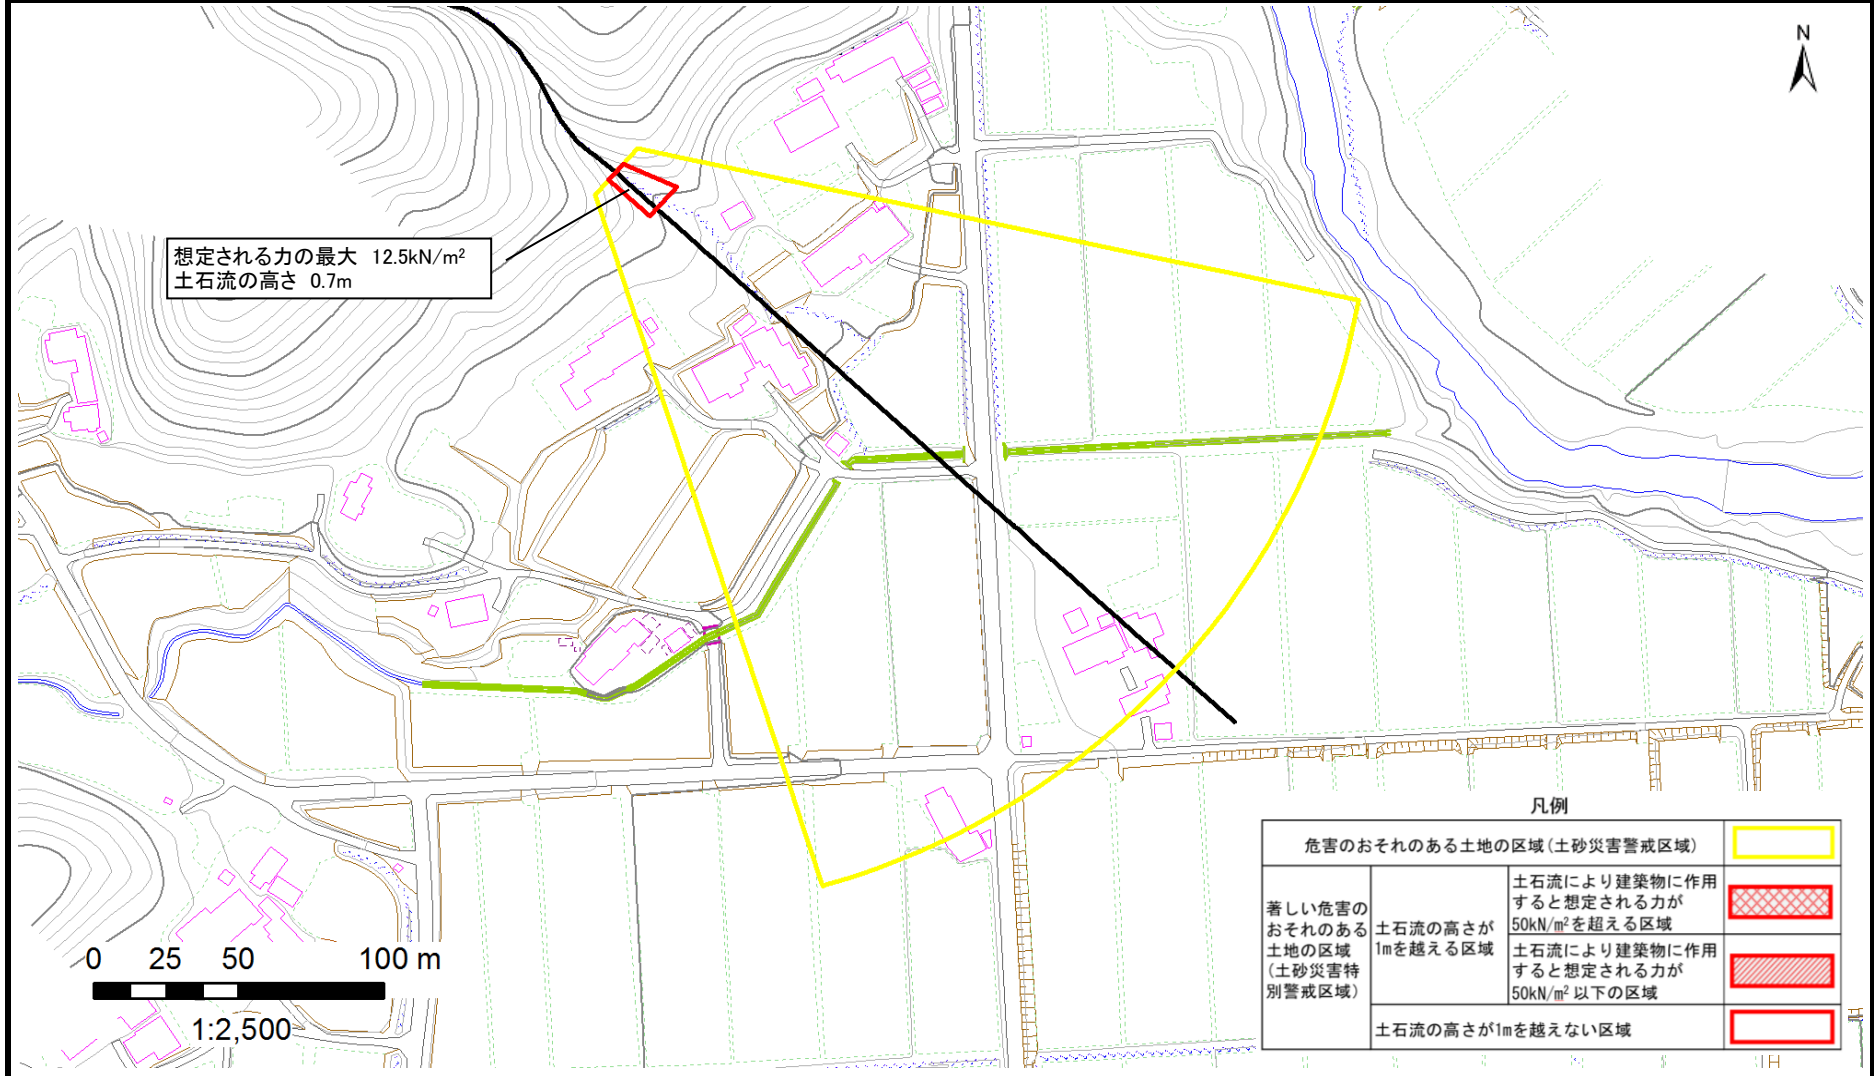 N
想定される力の最大 12.5kN/m²
土石流の高さ 0.7m
凡例
危害のおそれのある土地の区域(土砂災害警戒区域)
著しい危害の
おそれのある
土地の区域
(土砂災害特
別警戒区域)
土石流の高さが
1mを越える区域
土石流により建築物に作用
すると想定される力が
50kN/㎡を超える区域
土石流により建築物に作用
すると想定される力が
50kN/㎡以下の区域
土石流の高さが1mを越えない区域
0 25 50 100 m
1:2,500